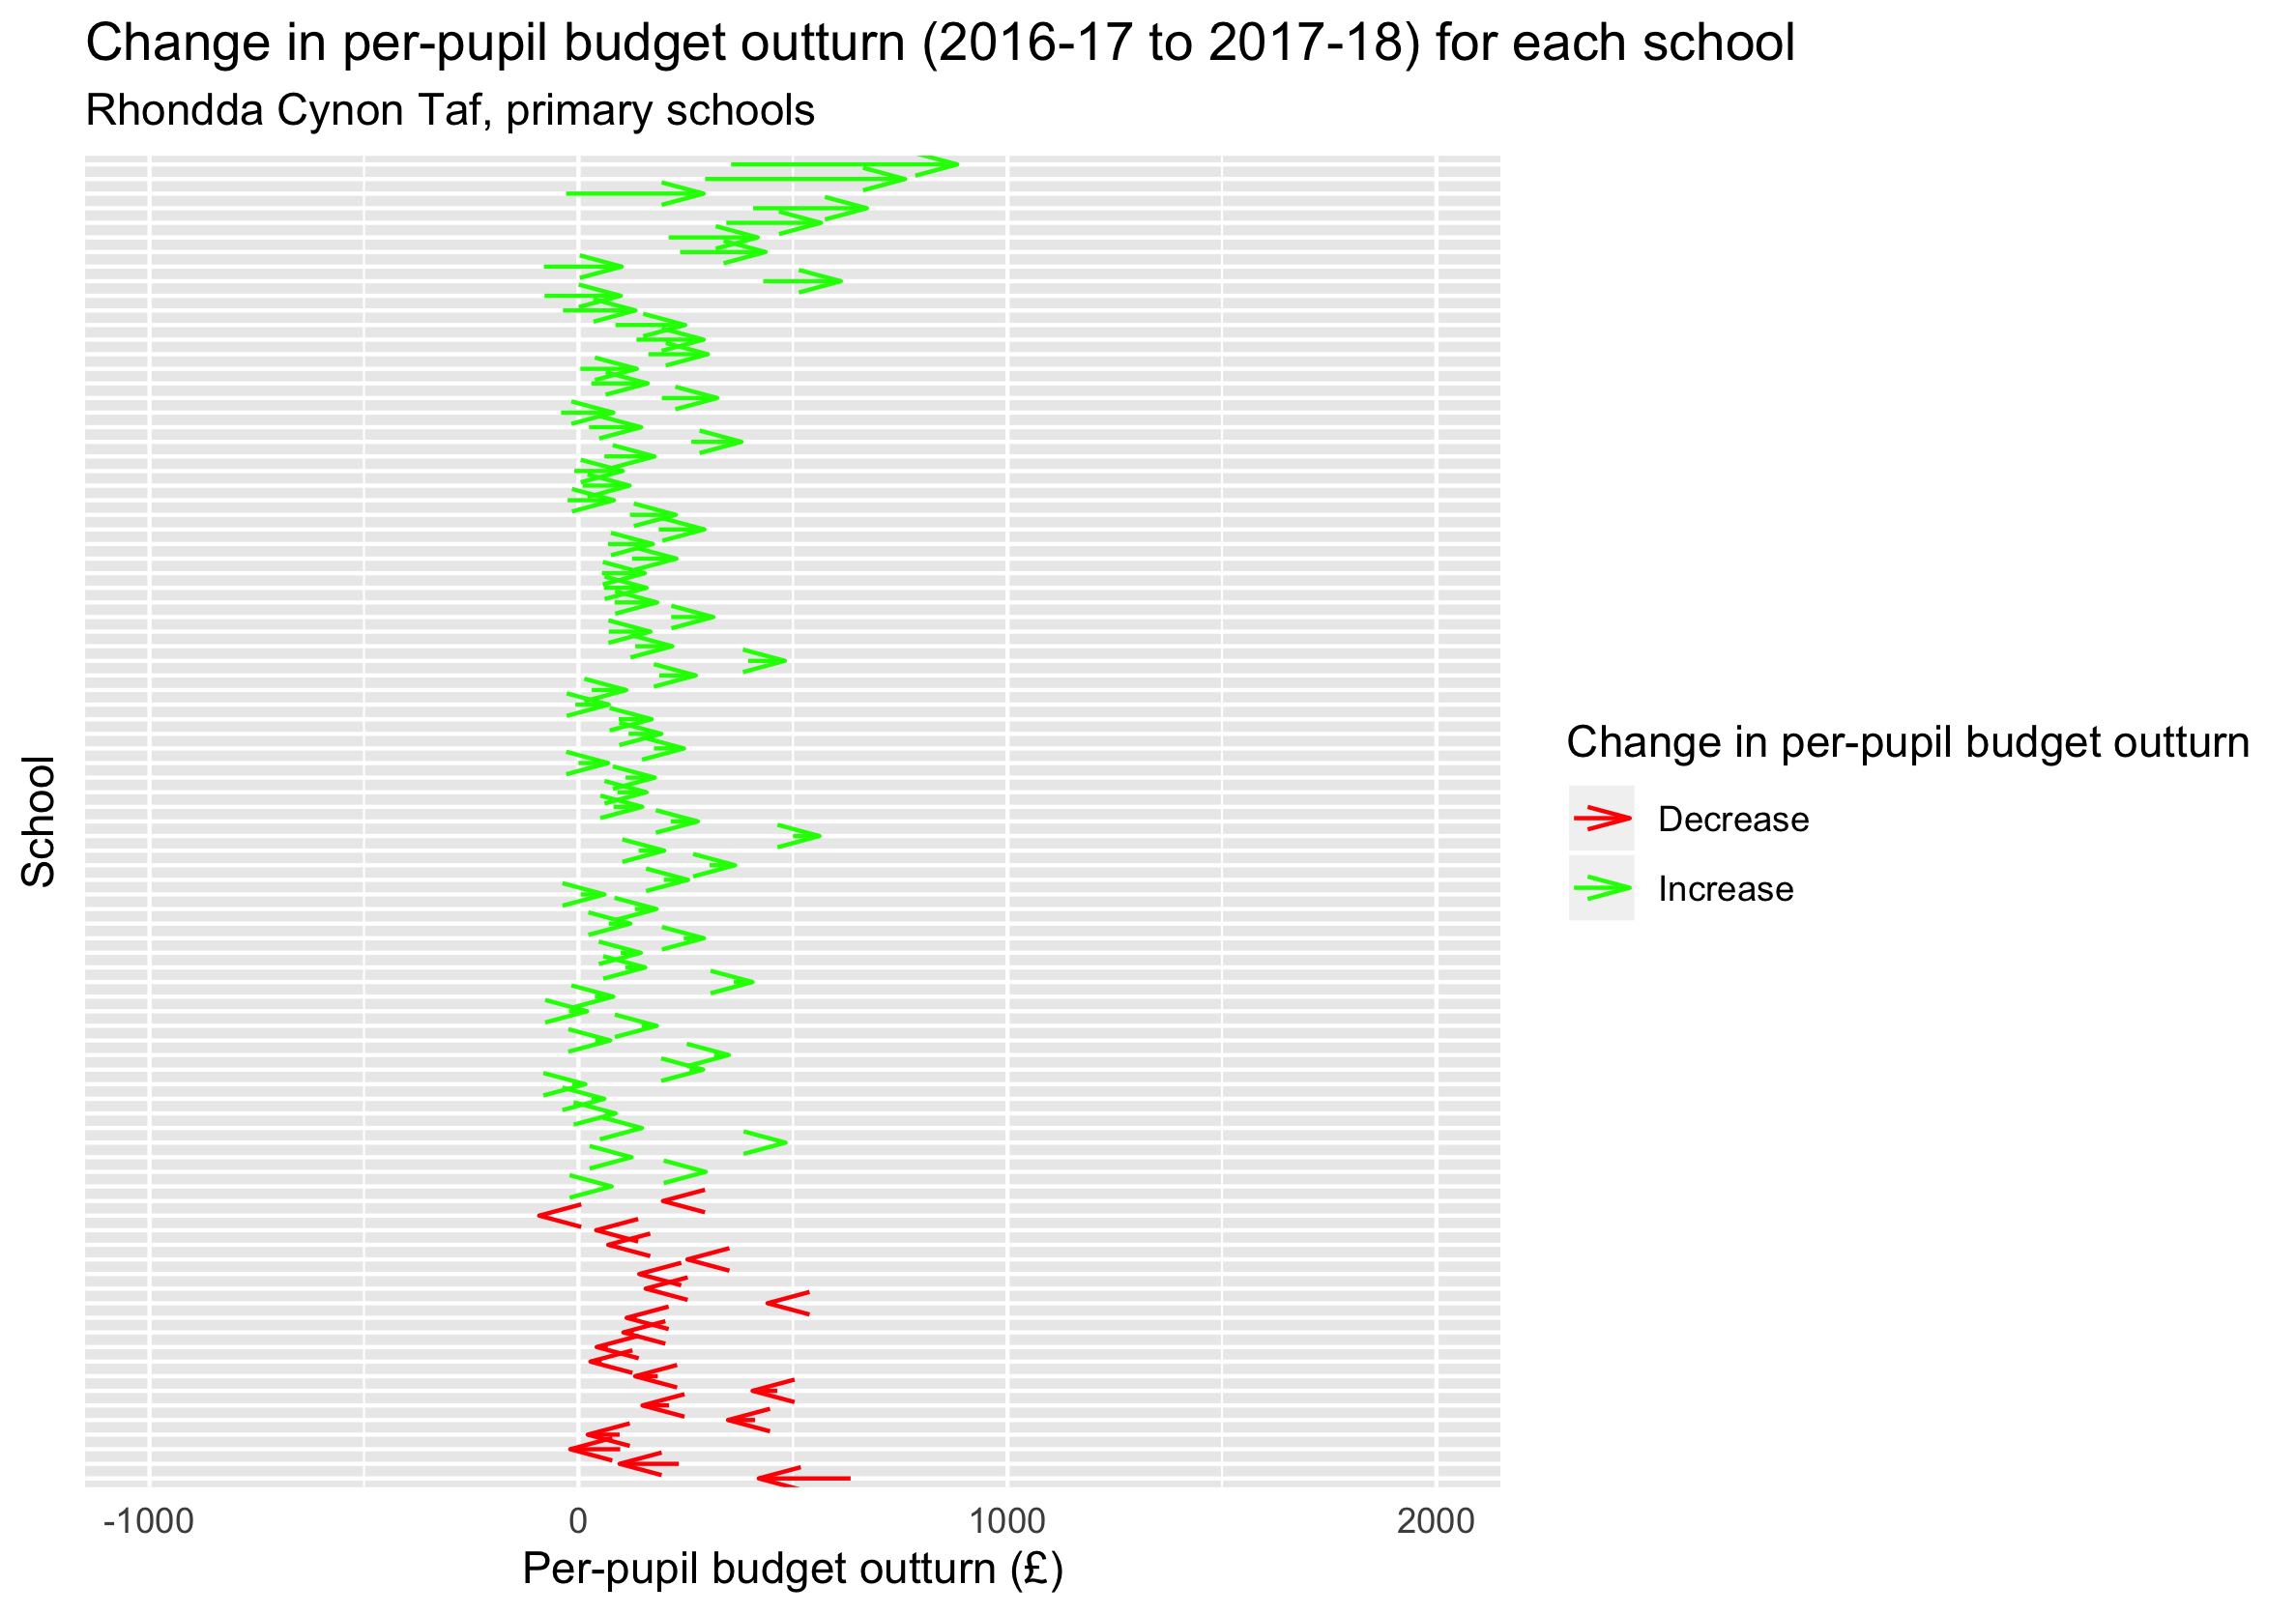 Change in per-pupil budget outturn (2016-17 to 2017-18) for each school
Rhondda Cynon Taf, primary schools
School
Change in per-pupil budget outturn
Decrease
Increase
-1000 0 1000 2000
Per-pupil budget outturn (£)